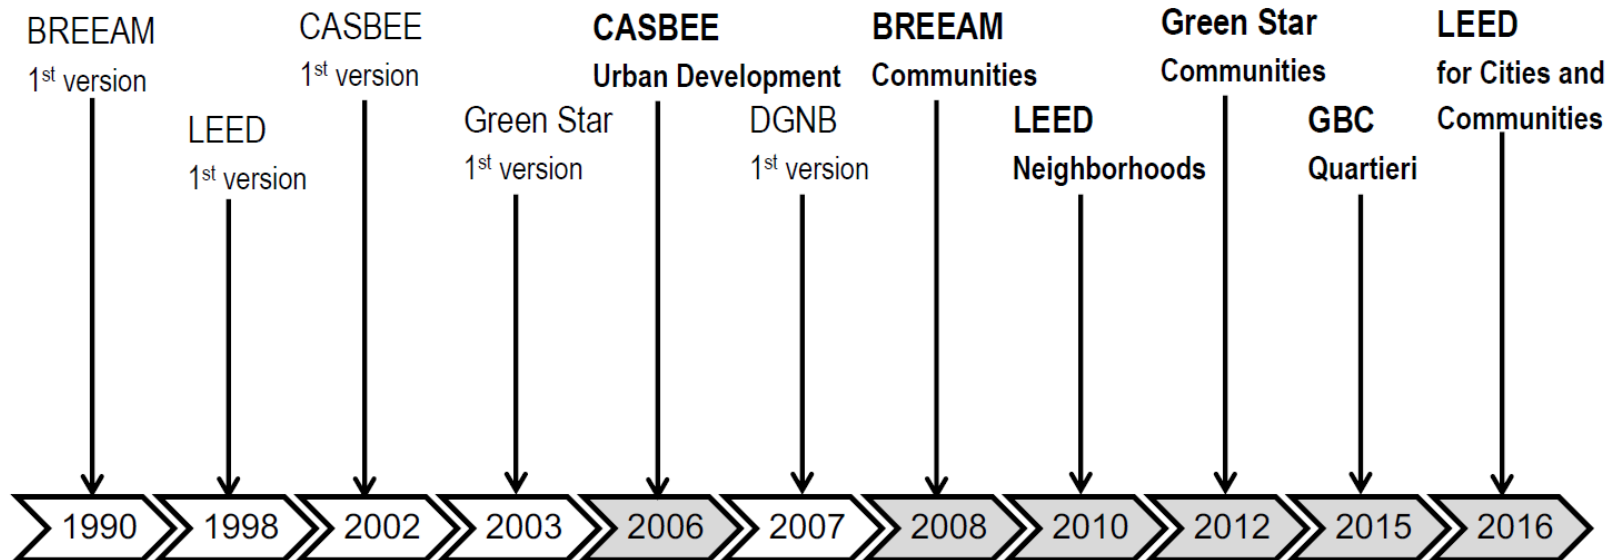 BREEAM
1st version
LEED
1st version
CASBEE
1st version
Green Star
1st version
CASBEE
Urban Development
DGNB
1st version
BREEAM
Communities
LEED
Neighborhoods
Green Star
Communities
GBC
Quartieri
LEED
for Cities and
Communities
1990
1998
2002
2003
2006
2007
2008
2010
2012
2015
2016